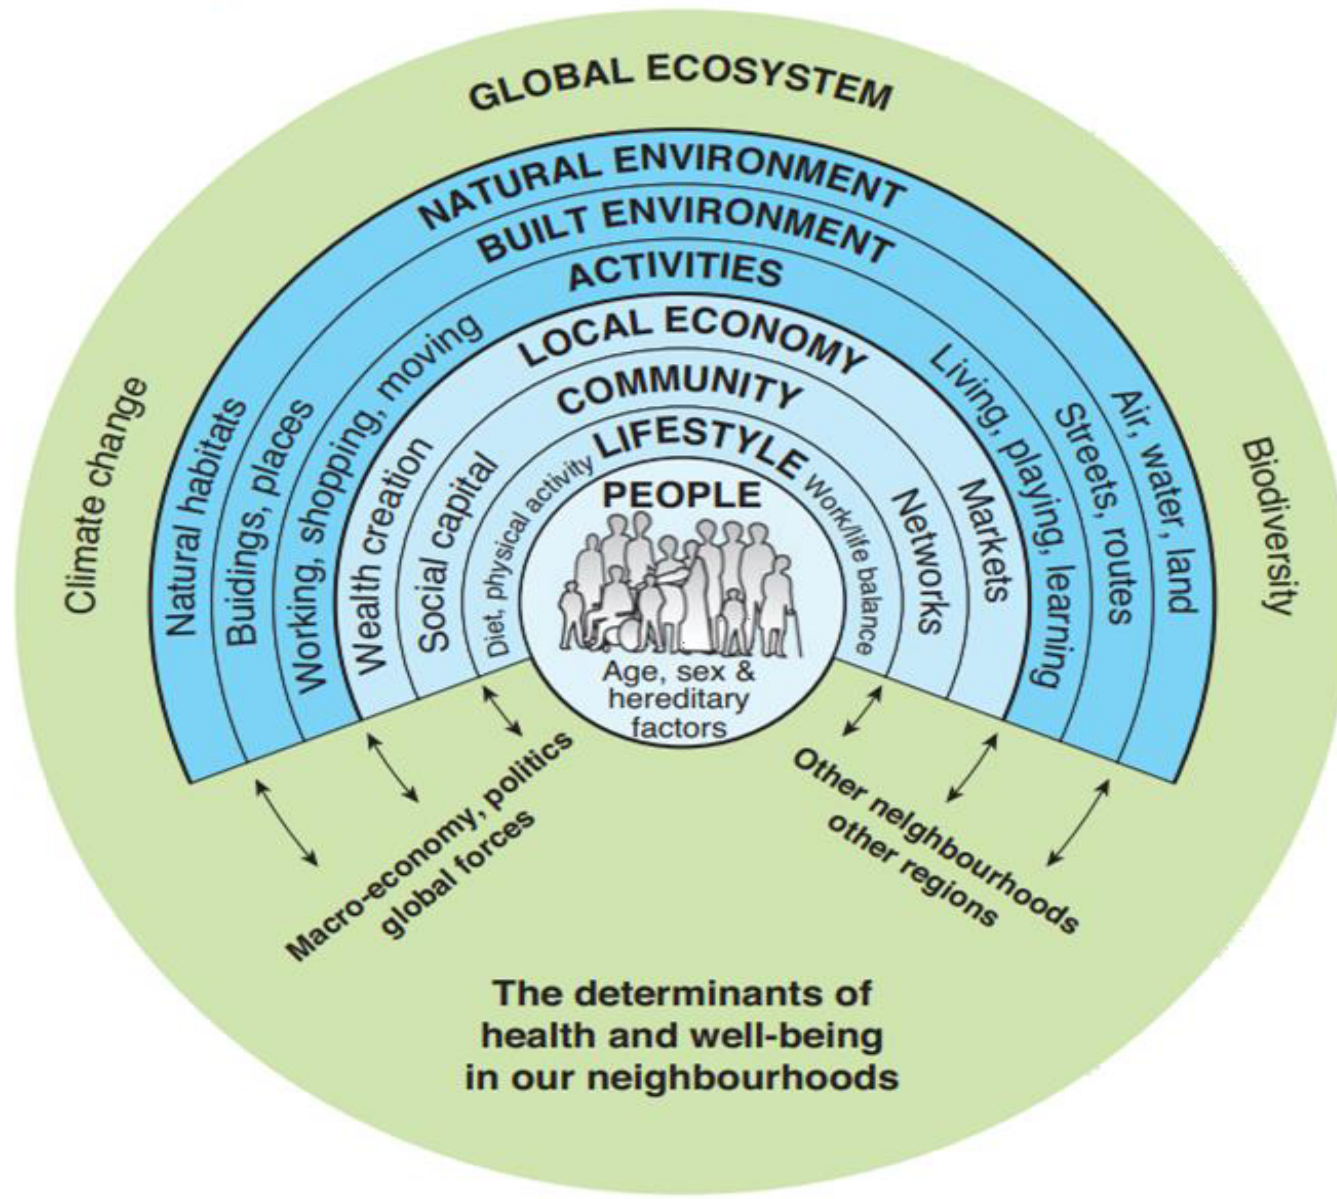 GLOBAL ECOSYSTEM
NATURAL ENVIRONMENT
BUILT ENVIRONMENT
ACTIVITIES
LOCAL ECONOMY
COMMUNITY
LIFESTYLE
PEOPLE
Age, sex &
hereditary
factors
Climate change
Natural habitats
Buidings, places
Working, shopping, moving
Wealth creation
Social capital
Diet, physical activity
Work/life balance
Networks
Markets
Living, playing, learning
Streets, routes
Air, water, land
Biodiversity
Macro-economy, politics
global forces
Other neIghbourhoods
other regions
The determinants of
health and well-being
in our neighbourhoods